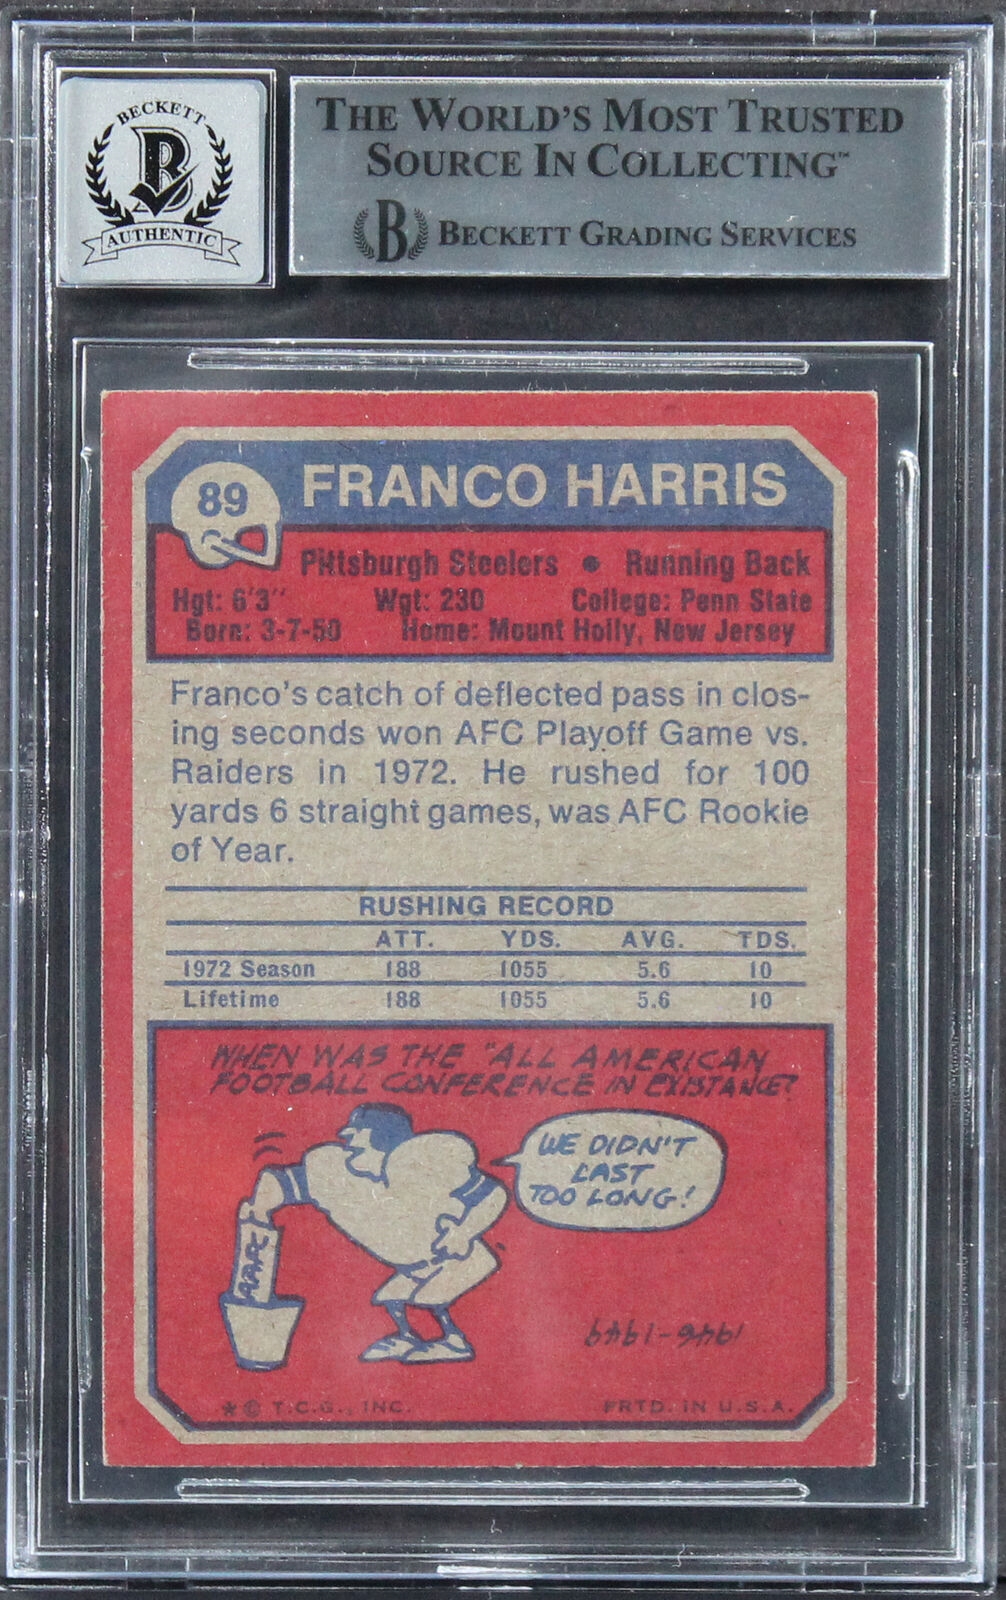 BECKETT
B
AUTHENTIC
THE WORLD'S MOST TRUSTED
SOURCE IN COLLECTING™
B BECKETT GRADING SERVICES
89 FRANCO HARRIS
Pittsburgh Steelers • Running Back
Hgt: 6'3" Wgt: 230 College: Penn State
Born: 3-7-50 Home: Mount Holly, New Jersey
Franco's catch of deflected pass in clos-
ing seconds won AFC Playoff Game vs.
Raiders in 1972. He rushed for 100
yards 6 straight games, was AFC Rookie
of Year.
RUSHING RECORD
ATT. YDS. AVG. TDS.
1972 Season 188 1055 5.6 10
Lifetime 188 1055 5.6 10
WHEN WAS THE "ALL AMERICAN
FOOTBALL CONFERENCE IN EXISTANCE?
WE DIDN'T
LAST
TOO LONG!
AAFC
1946-1949
* © T.C.G., INC. PRTD. IN U.S.A.